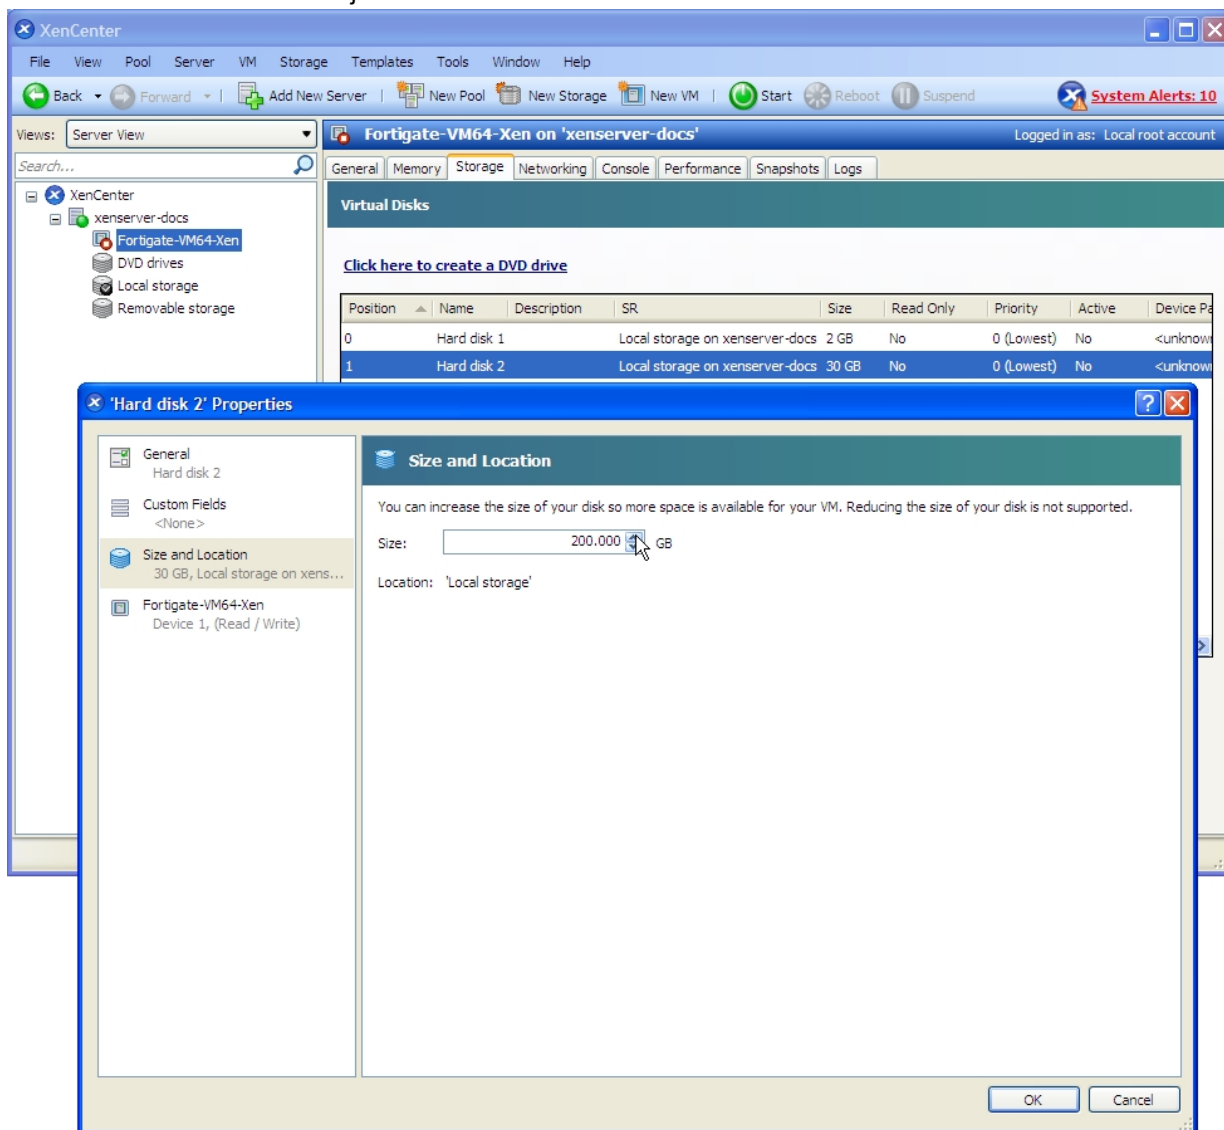 XenCenter
File View Pool Server VM Storage Templates Tools Window Help
Back Forward Add New Server New Pool New Storage New VM Start Reboot Suspend System Alerts: 10
Views: Server View
Fortigate-VM64-Xen on 'xenserver-docs' Logged in as: Local root account
Search...
General Memory Storage Networking Console Performance Snapshots Logs
XenCenter
xenserver-docs
Fortigate-VM64-Xen
DVD drives
Local storage
Removable storage
Virtual Disks
Click here to create a DVD drive
Position Name Description SR Size Read Only Priority Active Device Pa
0 Hard disk 1 Local storage on xenserver-docs 2 GB No 0 (Lowest) No <unknow
1 Hard disk 2 Local storage on xenserver-docs 30 GB No 0 (Lowest) No <unknow
'Hard disk 2' Properties
General
Hard disk 2
Custom Fields
<None>
Size and Location
30 GB, Local storage on xens...
Fortigate-VM64-Xen
Device 1, (Read / Write)
Size and Location
You can increase the size of your disk so more space is available for your VM. Reducing the size of your disk is not supported.
Size: 200.000 GB
Location: 'Local storage'
OK Cancel